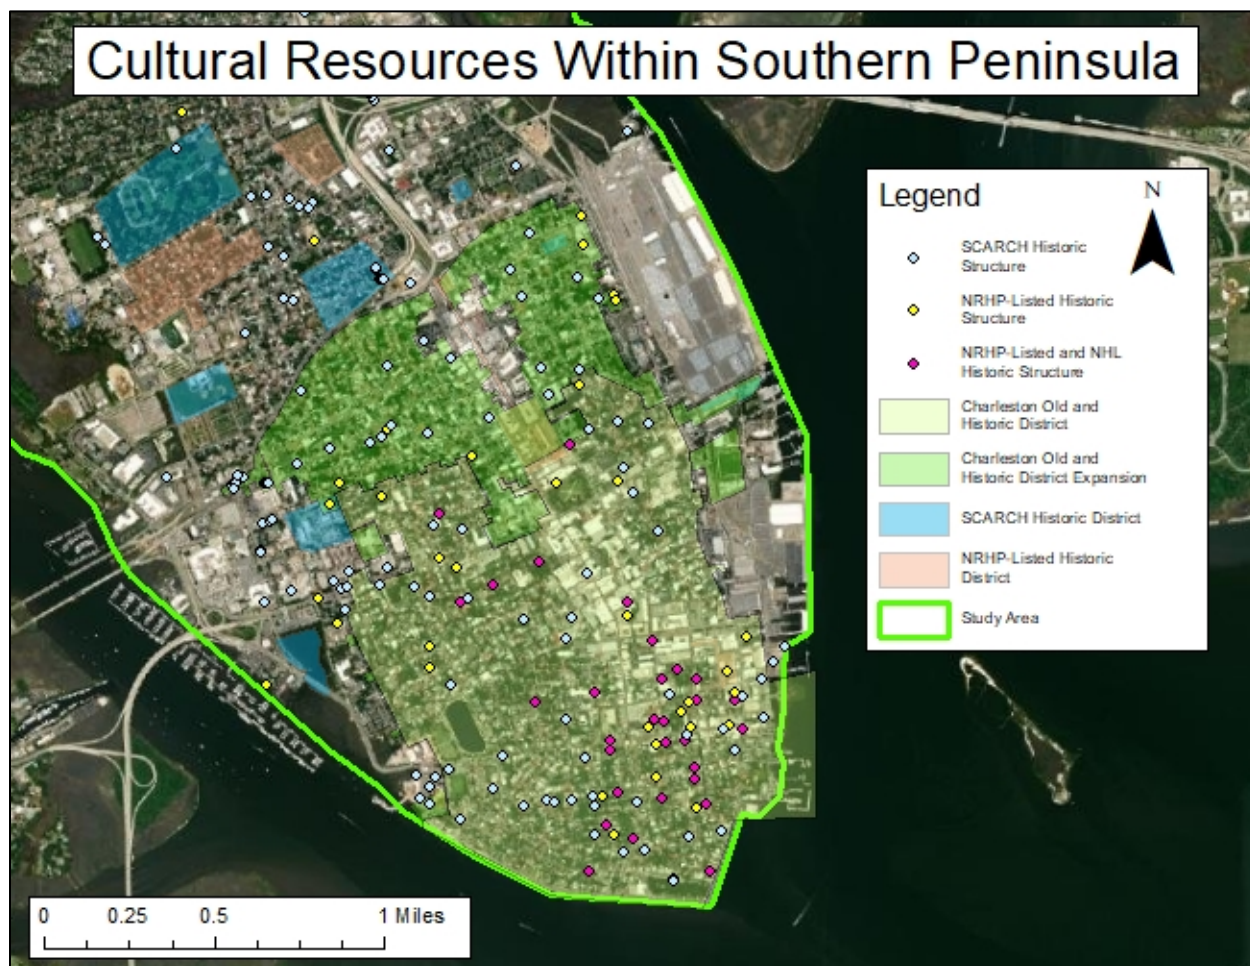 Cultural Resources Within Southern Peninsula
Legend
N
SCARCH Historic
Structure
NRHP-Listed Historic
Structure
NRHP-Listed and NHL
Historic Structure
Charleston Old and
Historic District
Charleston Old and
Historic District Expansion
SCARCH Historic District
NRHP-Listed Historic
District
Study Area
0 0.25 0.5 1 Miles